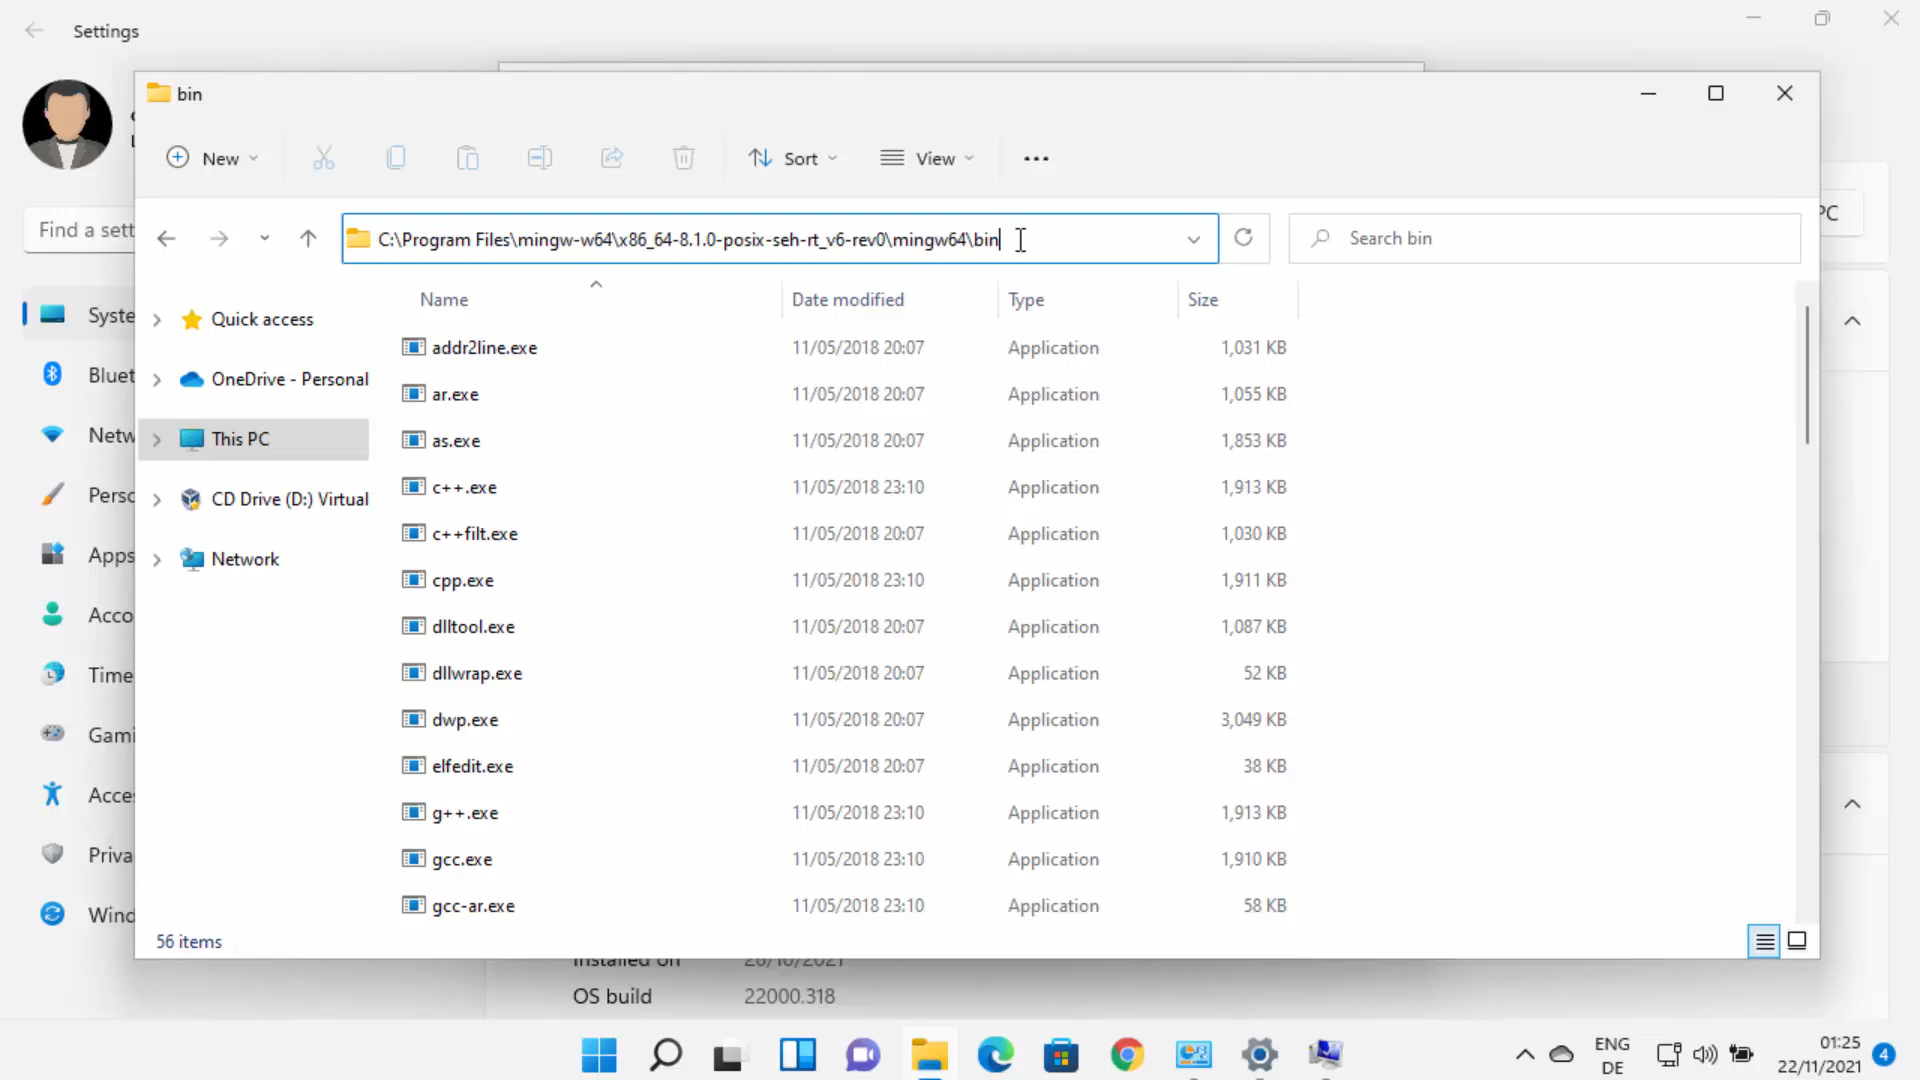 Settings
bin
New
Sort
View
C:\Program Files\mingw-w64\x86_64-8.1.0-posix-seh-rt_v6-rev0\mingw64\bin
Search bin
PC
Find a sett
Name
Date modified
Type
Size
Syste
Bluet
Netw
Perso
Apps
Acco
Time
Gami
Acces
Priva
Wind
Quick access
OneDrive - Personal
This PC
CD Drive (D:) Virtual
Network
addr2line.exe 11/05/2018 20:07 Application 1,031 KB
ar.exe 11/05/2018 20:07 Application 1,055 KB
as.exe 11/05/2018 20:07 Application 1,853 KB
c++.exe 11/05/2018 23:10 Application 1,913 KB
c++filt.exe 11/05/2018 20:07 Application 1,030 KB
cpp.exe 11/05/2018 23:10 Application 1,911 KB
dlltool.exe 11/05/2018 20:07 Application 1,087 KB
dllwrap.exe 11/05/2018 20:07 Application 52 KB
dwp.exe 11/05/2018 20:07 Application 3,049 KB
elfedit.exe 11/05/2018 20:07 Application 38 KB
g++.exe 11/05/2018 23:10 Application 1,913 KB
gcc.exe 11/05/2018 23:10 Application 1,910 KB
gcc-ar.exe 11/05/2018 23:10 Application 58 KB
56 items
Installed on 26/10/2021
OS build 22000.318
ENG
DE
01:25
22/11/2021
4